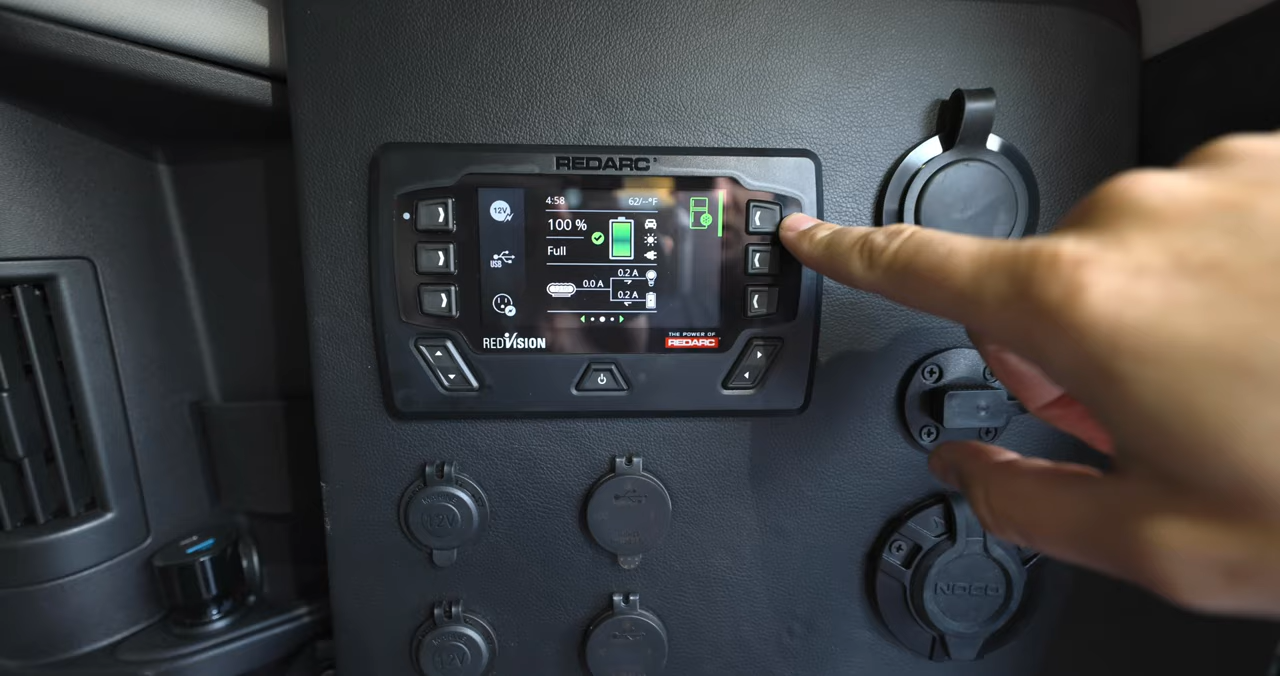 REDARC
4:58 62/--°F
12V
100 %
Full
USB
0.2 A
0.0 A
0.2 A
REDVISION
THE POWER OF
REDARC
12V
NOCO
12V